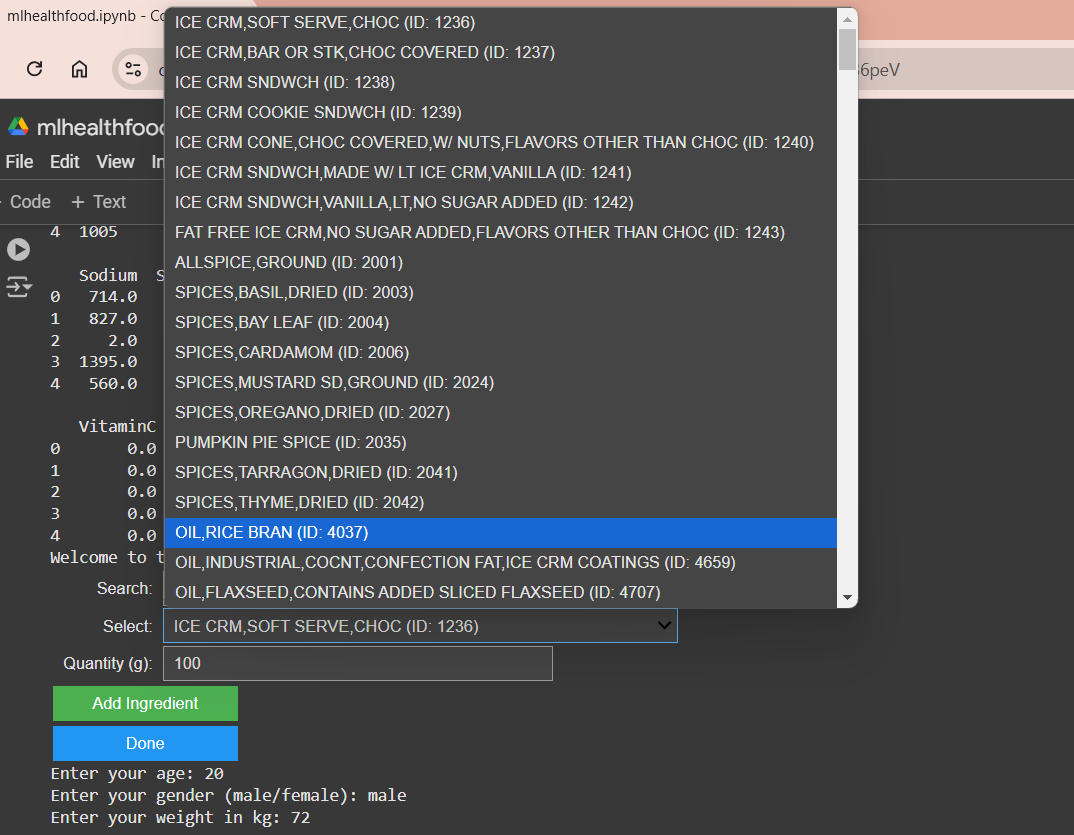 mlhealthfood.ipynb - Co
6peV
mlhealthfood
File Edit View In
Code + Text
ICE CRM,SOFT SERVE,CHOC (ID: 1236)
ICE CRM,BAR OR STK,CHOC COVERED (ID: 1237)
ICE CRM SNDWCH (ID: 1238)
ICE CRM COOKIE SNDWCH (ID: 1239)
ICE CRM CONE,CHOC COVERED,W/ NUTS,FLAVORS OTHER THAN CHOC (ID: 1240)
ICE CRM SNDWCH,MADE W/ LT ICE CRM,VANILLA (ID: 1241)
ICE CRM SNDWCH,VANILLA,LT,NO SUGAR ADDED (ID: 1242)
FAT FREE ICE CRM,NO SUGAR ADDED,FLAVORS OTHER THAN CHOC (ID: 1243)
ALLSPICE,GROUND (ID: 2001)
SPICES,BASIL,DRIED (ID: 2003)
SPICES,BAY LEAF (ID: 2004)
SPICES,CARDAMOM (ID: 2006)
SPICES,MUSTARD SD,GROUND (ID: 2024)
SPICES,OREGANO,DRIED (ID: 2027)
PUMPKIN PIE SPICE (ID: 2035)
SPICES,TARRAGON,DRIED (ID: 2041)
SPICES,THYME,DRIED (ID: 2042)
OIL,RICE BRAN (ID: 4037)
OIL,INDUSTRIAL,COCNT,CONFECTION FAT,ICE CRM COATINGS (ID: 4659)
OIL,FLAXSEED,CONTAINS ADDED SLICED FLAXSEED (ID: 4707)
4 1005
Sodium S
0 714.0
1 827.0
2 2.0
3 1395.0
4 560.0
VitaminC
0 0.0
1 0.0
2 0.0
3 0.0
4 0.0
Welcome to t
Search:
Select: ICE CRM,SOFT SERVE,CHOC (ID: 1236)
Quantity (g): 100
Add Ingredient
Done
Enter your age: 20
Enter your gender (male/female): male
Enter your weight in kg: 72